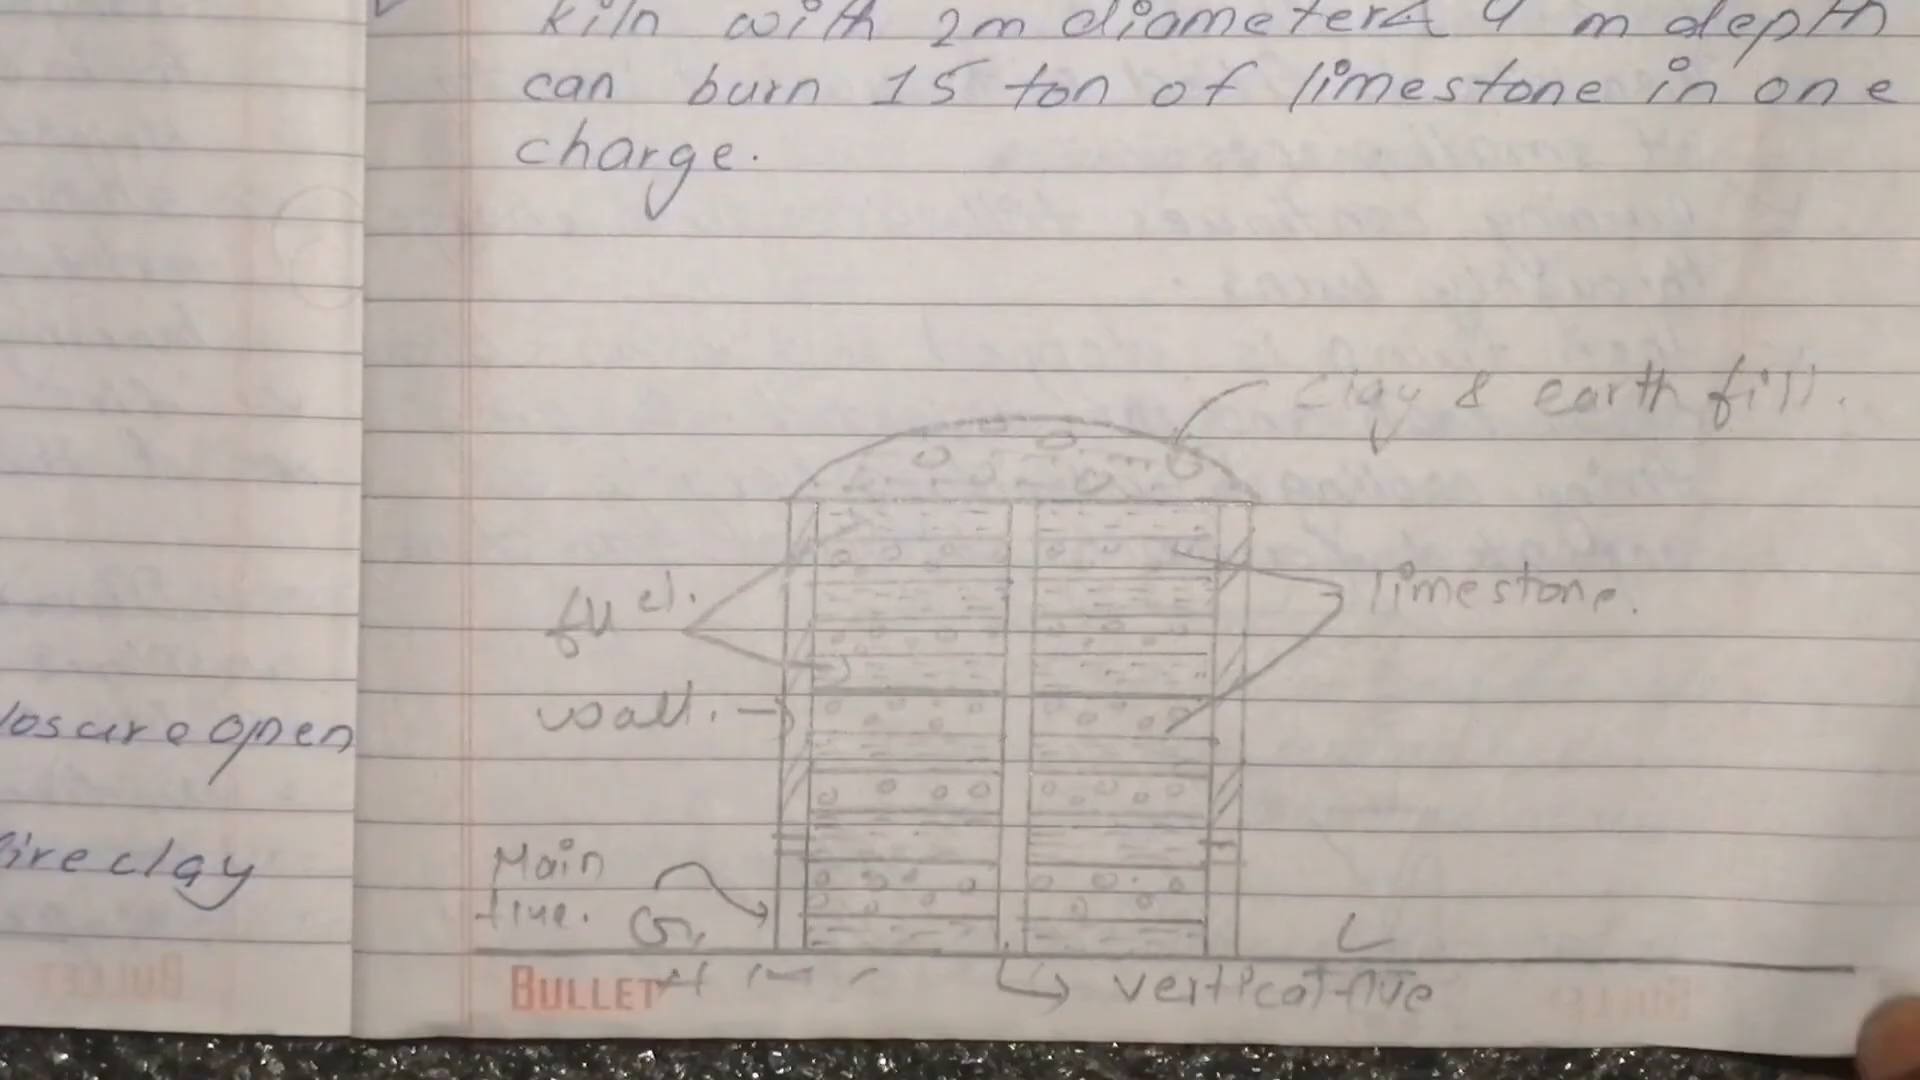 kiln with 2m diameter & 4 m depth
can burn 15 ton of limestone in one
charge.
clay & earth fill.
fuel.
limestone.
wall.
losure open
Main
flue.
fireclay
G.
L
BULLET
vertical flue